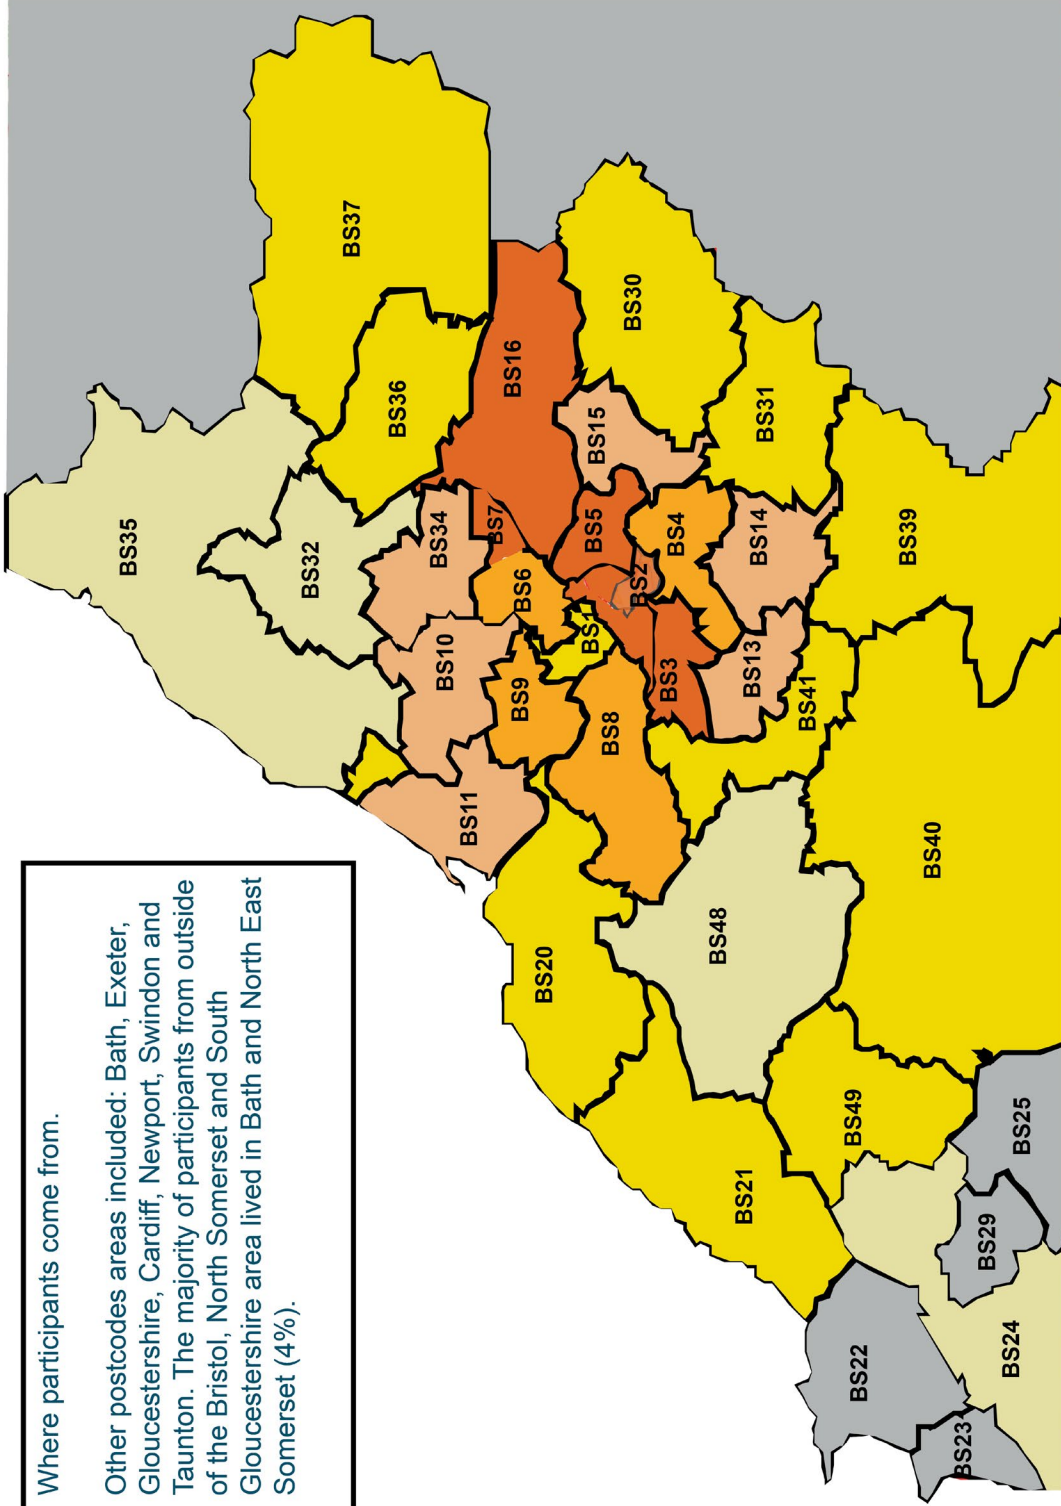 Where participants come from.
Other postcodes areas included: Bath, Exeter,
Gloucestershire, Cardiff, Newport, Swindon and
Taunton. The majority of participants from outside
of the Bristol, North Somerset and South
Gloucestershire area lived in Bath and North East
Somerset (4%).
BS35
BS37
BS32
BS36
BS34
BS10
BS11
BS7
BS16
BS6
BS9
BS20
BS5
BS15
BS30
BS1
BS8
BS2
BS3
BS4
BS48
BS14
BS31
BS13
BS41
BS21
BS49
BS39
BS40
BS22
BS23
BS29
BS24
BS25